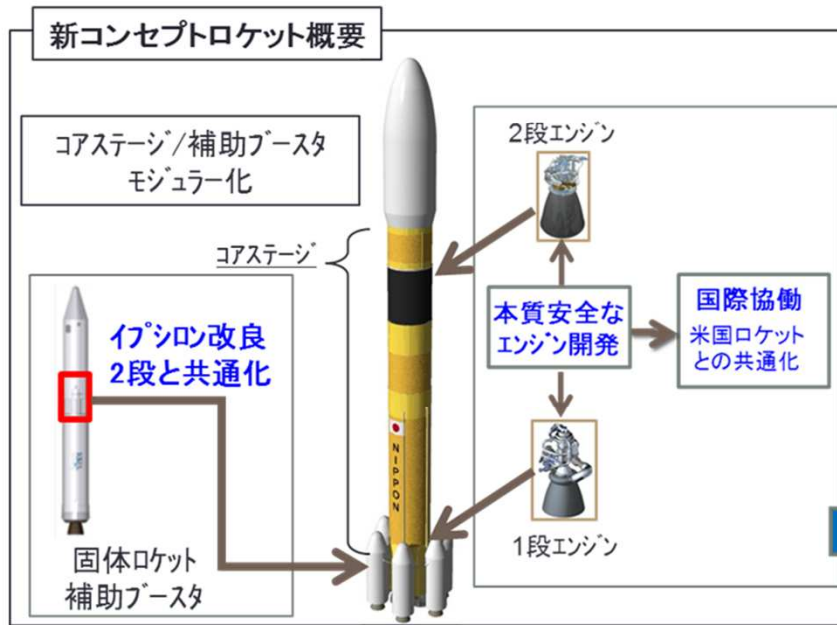 新コンセプトロケット概要
コアステージ/補助ブースタ
モジュラー化
コアステージ
イプシロン改良
2段と共通化
固体ロケット
補助ブースタ
NIPPON
2段エンジン
本質安全な
エンジン開発
国際協働
米国ロケット
との共通化
1段エンジン